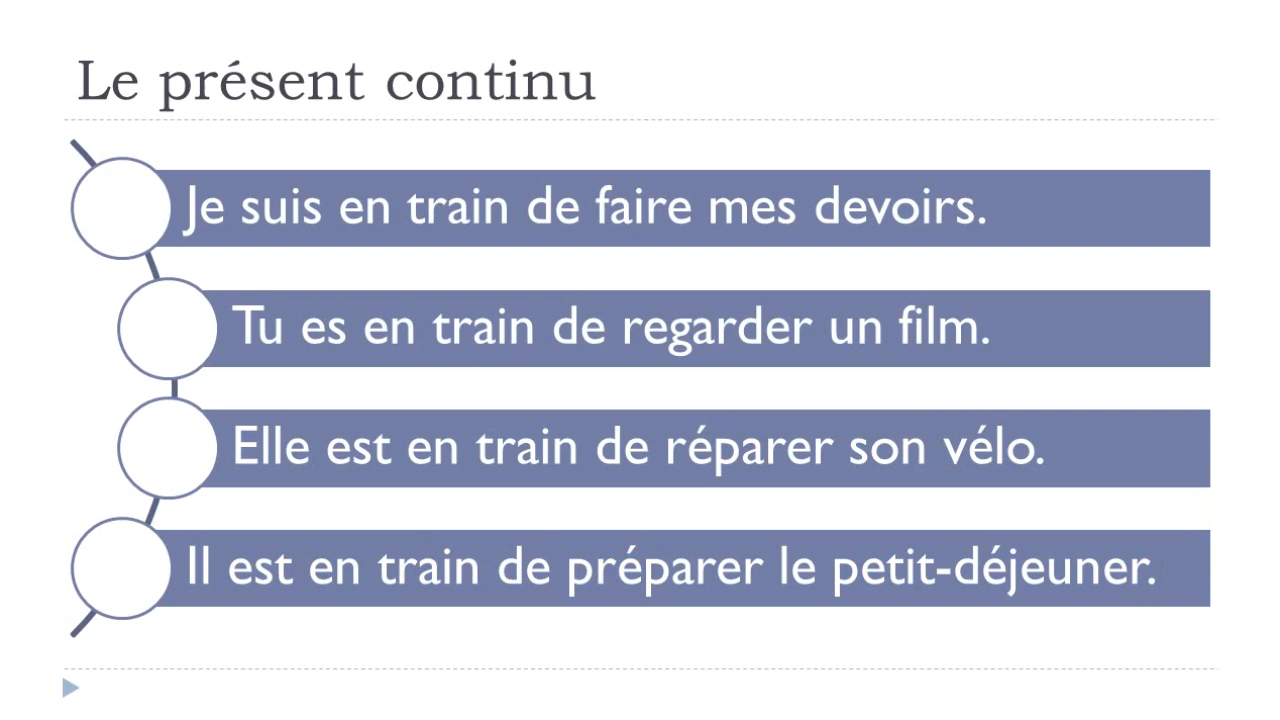 Le présent continu
Je suis en train de faire mes devoirs.
Tu es en train de regarder un film.
Elle est en train de réparer son vélo.
Il est en train de préparer le petit-déjeuner.